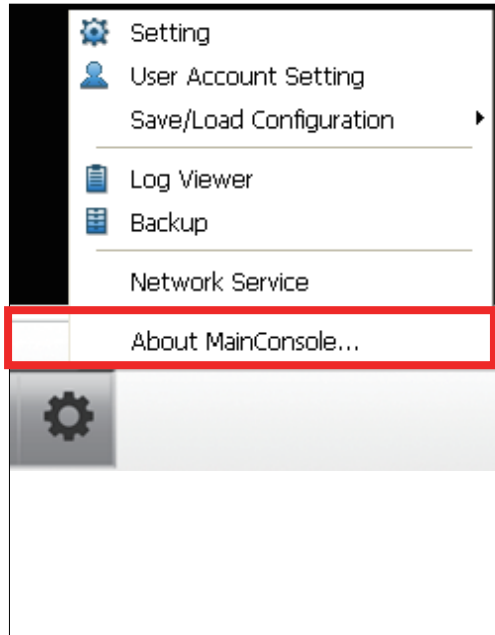 Setting
User Account Setting
Save/Load Configuration
Log Viewer
Backup
Network Service
About MainConsole...